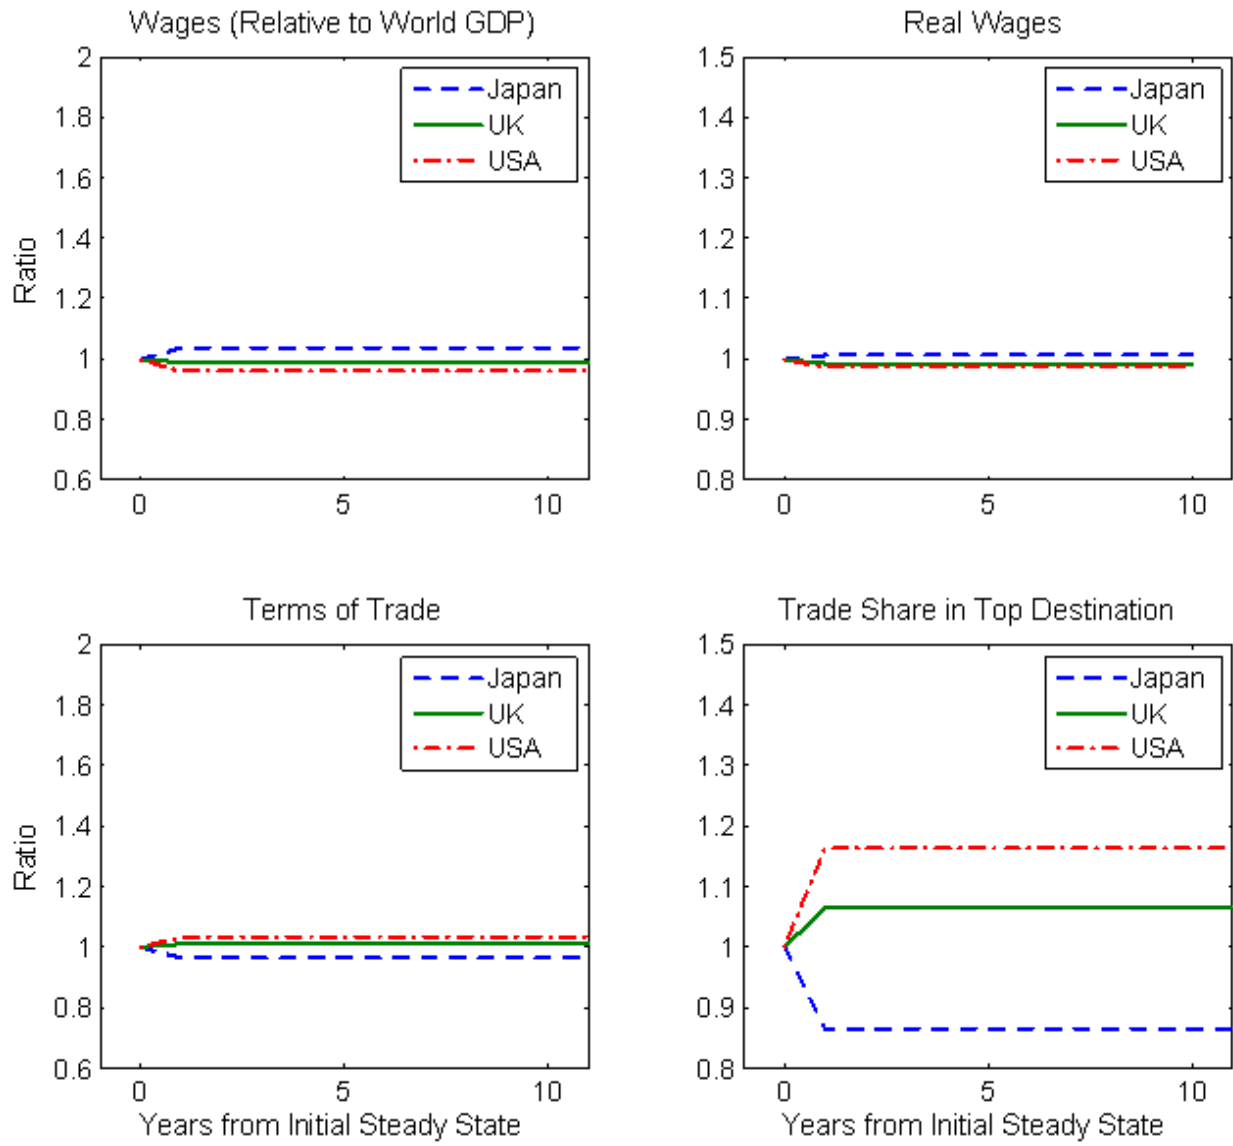 Wages (Relative to World GDP)
2
1.8
1.6
1.4
1.2
1
0.8
0.6
Ratio
Japan
UK
USA
0 5 10
Real Wages
1.5
1.4
1.3
1.2
1.1
1
0.9
0.8
Japan
UK
USA
0 5 10
Terms of Trade
2
1.8
1.6
1.4
1.2
1
0.8
0.6
Ratio
Japan
UK
USA
0 5 10
Years from Initial Steady State
Trade Share in Top Destination
1.5
1.4
1.3
1.2
1.1
1
0.9
0.8
Japan
UK
USA
0 5 10
Years from Initial Steady State